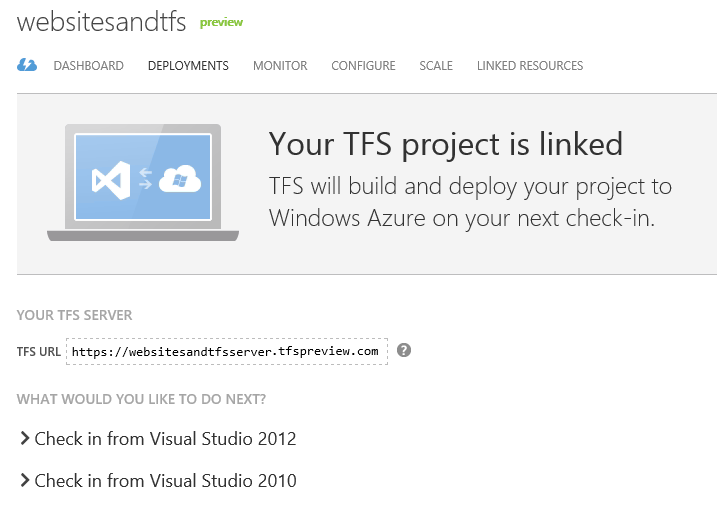 websitesandtfs preview
DASHBOARD DEPLOYMENTS MONITOR CONFIGURE SCALE LINKED RESOURCES
Your TFS project is linked
TFS will build and deploy your project to
Windows Azure on your next check-in.
YOUR TFS SERVER
TFS URL https://websitesandtfsserver.tfspreview.com ?
WHAT WOULD YOU LIKE TO DO NEXT?
Check in from Visual Studio 2012
Check in from Visual Studio 2010